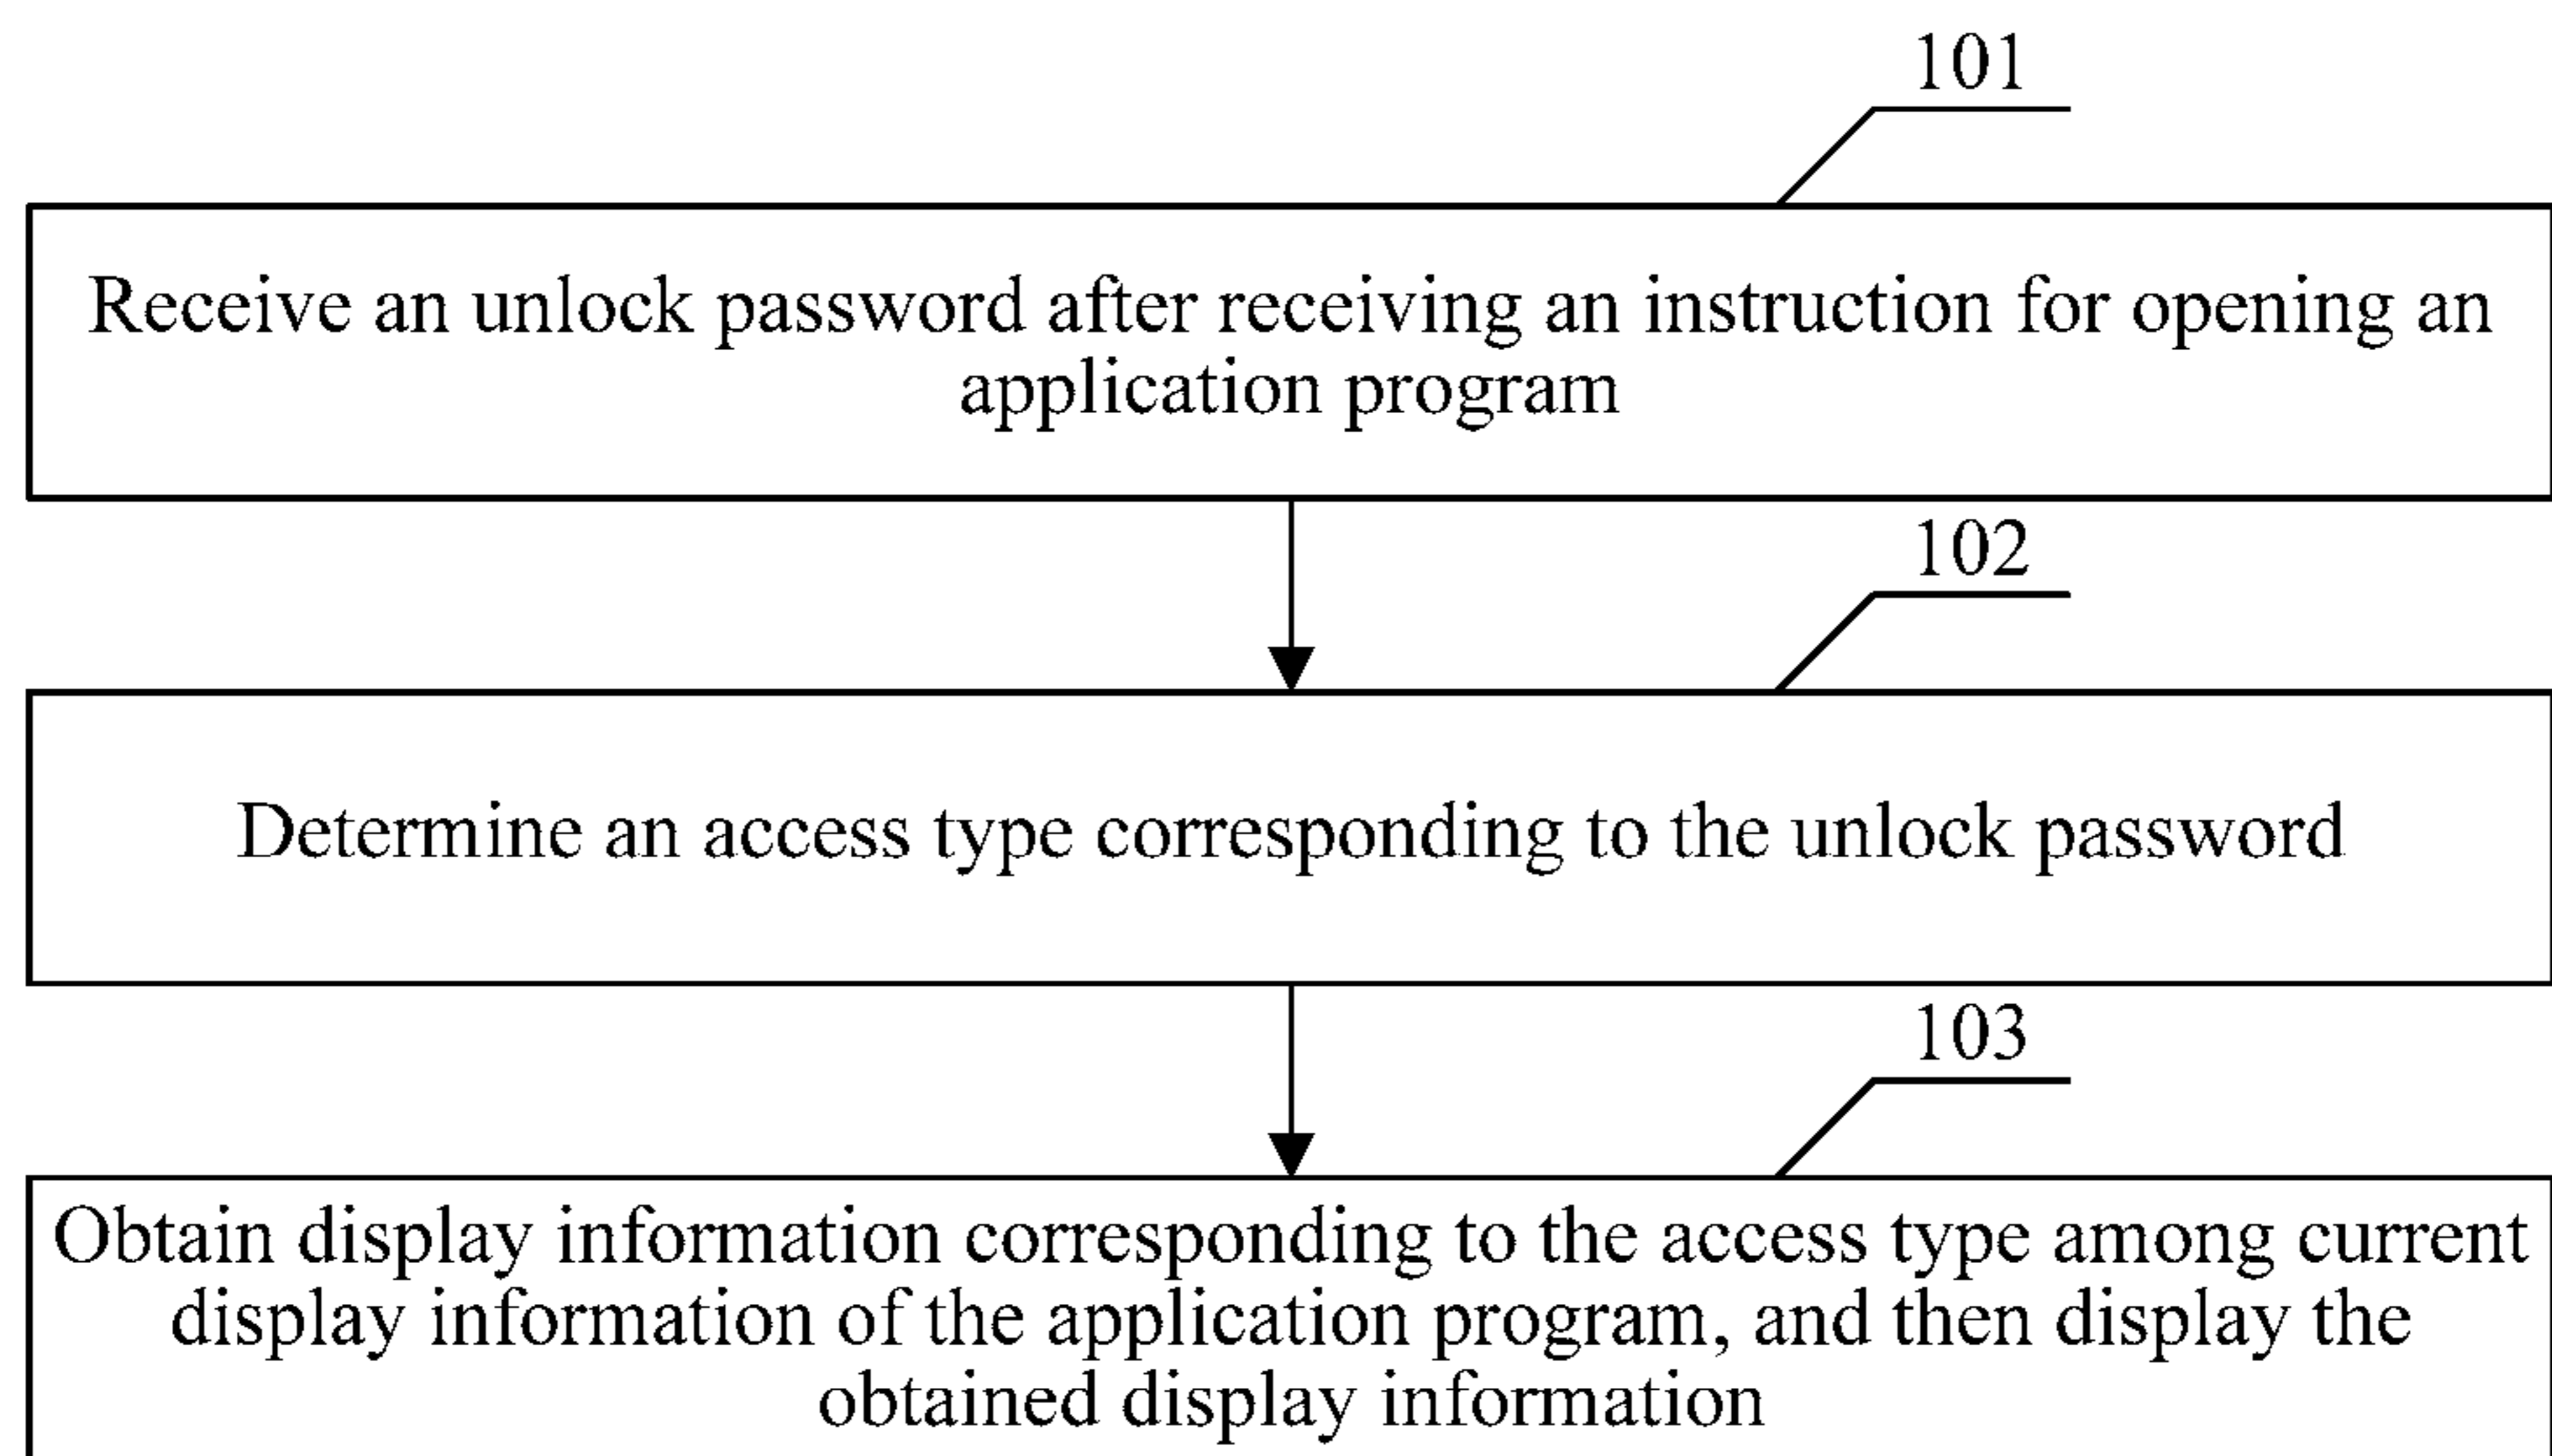 101
Receive an unlock password after receiving an instruction for opening an
application program
102
Determine an access type corresponding to the unlock password
103
Obtain display information corresponding to the access type among current
display information of the application program, and then display the
obtained display information